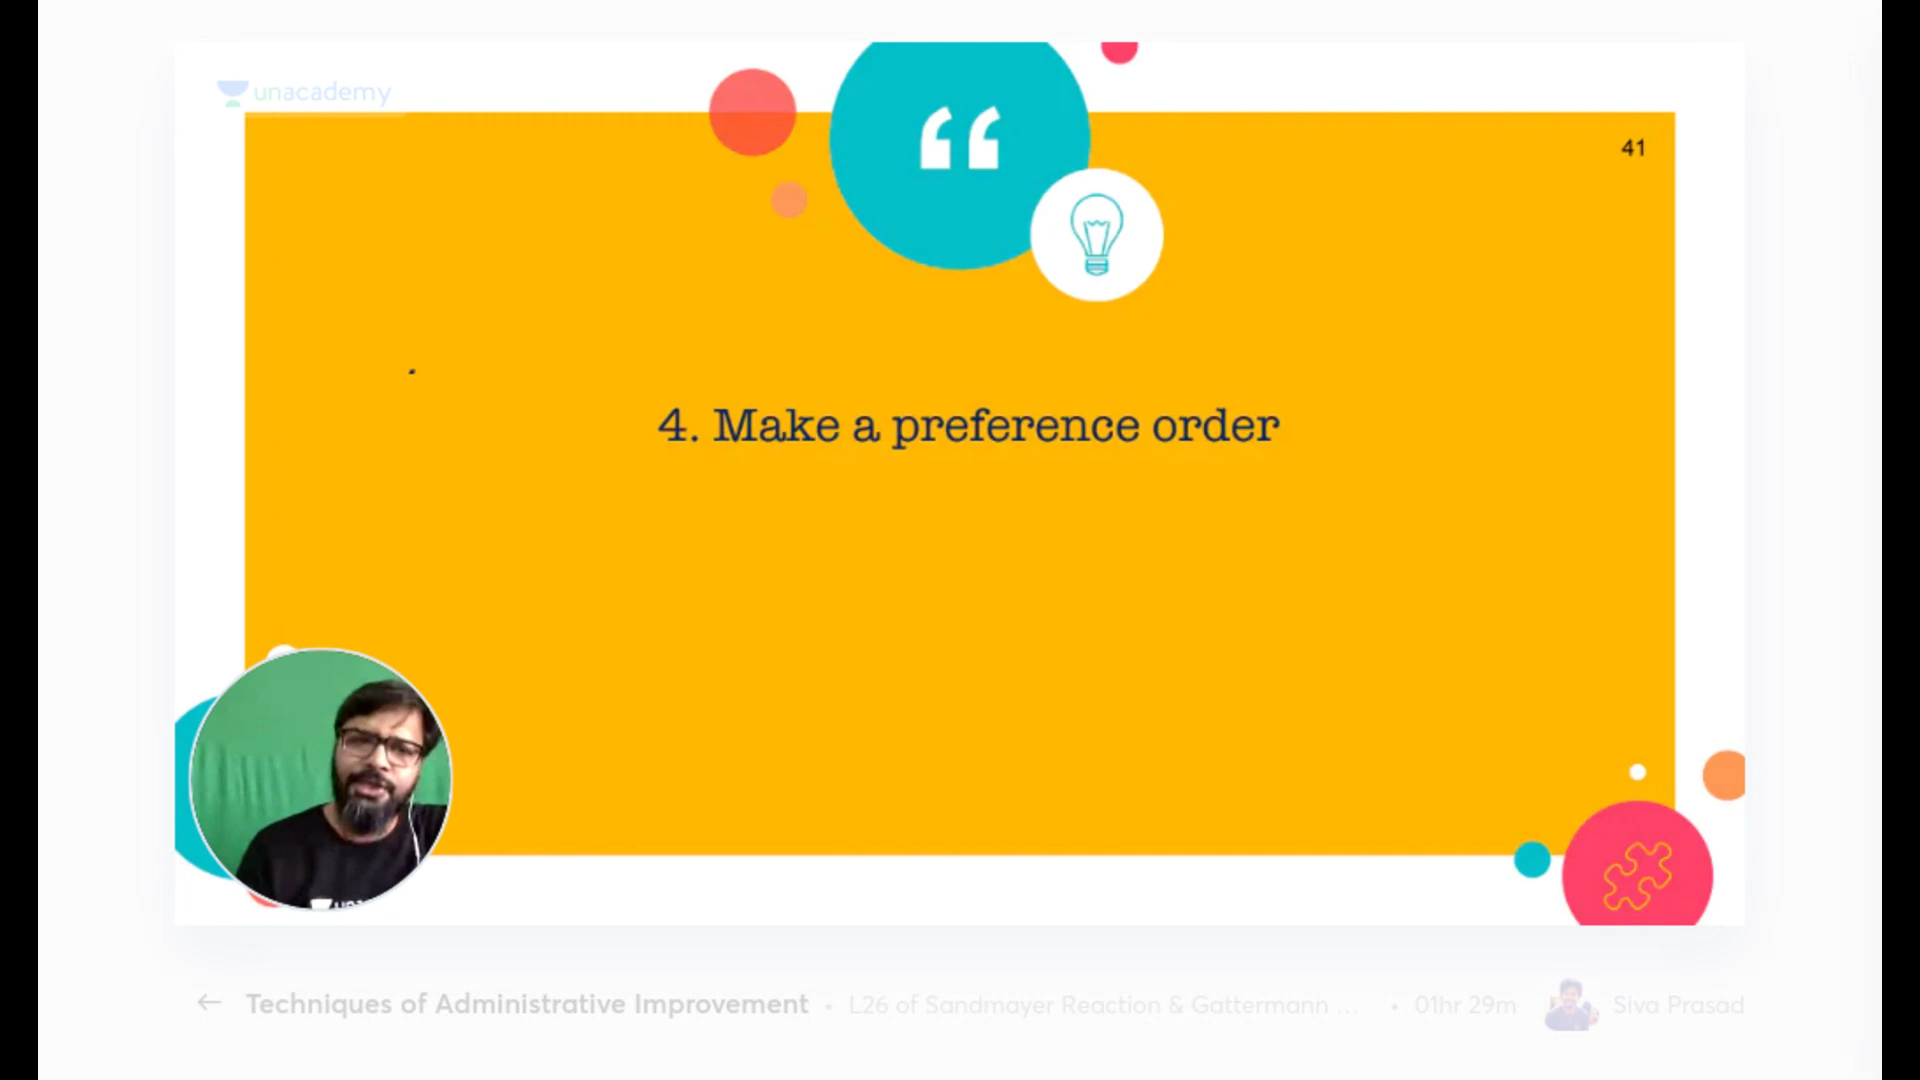 unacademy
“
41
4. Make a preference order
← Techniques of Administrative Improvement • L26 of Sandmayer Reaction & Gattermann ... • 01hr 29m Siva Prasad